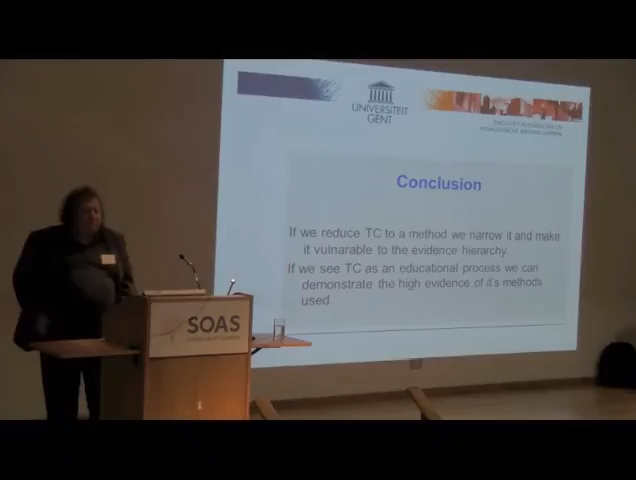 UNIVERSITEIT
GENT
Conclusion
If we reduce TC to a method we narrow it and make
it vulnarable to the evidence hierarchy.
If we see TC as an educational process we can
demonstrate the high evidence of it's methods
used
SOAS